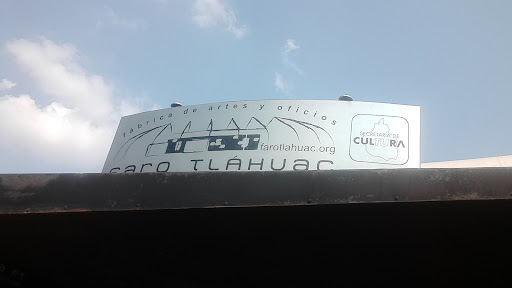 fábrica de artes y oficios
farotlahuac.org
faro TLÁHUAC
SECRETARÍA DE
CULTURA